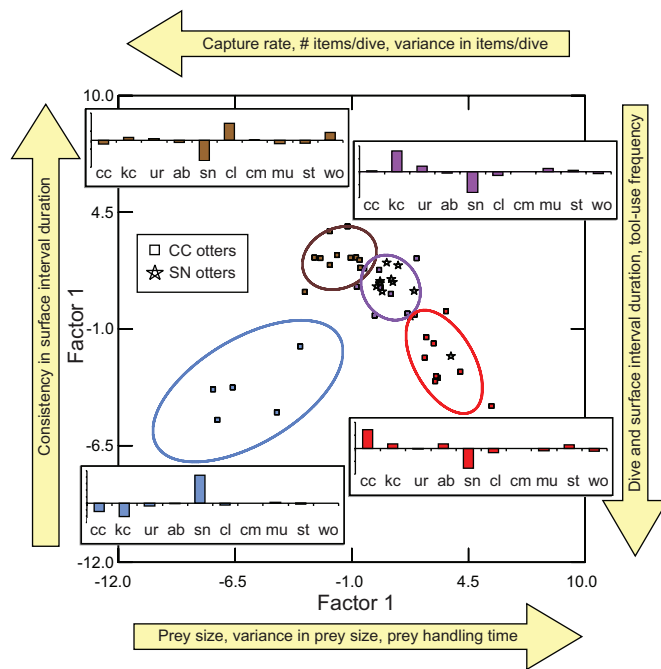 Capture rate, # items/dive, variance in items/dive
10.0
cc kc ur ab sn cl cm mu st wo
cc kc ur ab sn cl cm mu st wo
4.5
CC otters
SN otters
-1.0
Factor 1
Consistency in surface interval duration
Dive and surface interval duration, tool-use frequency
-6.5
cc kc ur ab sn cl cm mu st wo
cc kc ur ab sn cl cm mu st wo
-12.0
-12.0 -6.5 -1.0 4.5 10.0
Factor 1
Prey size, variance in prey size, prey handling time